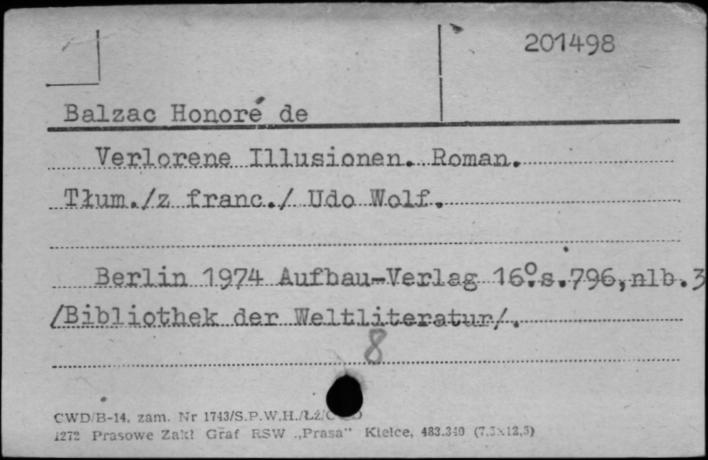 201498
Balzac Honoré de
Verlorene Illusionen. Roman.
Tłum./z franc./ Udo Wolf.
Berlin 1974 Aufbau-Verlag 16°.s.796,nlb.3
/Bibliothek der Weltliteratur/.
8
CWD/B-14, zam. Nr 1743/S.P.W.H./Łź/
1272 Prasowe Zakł Graf RSW „Prasa" Kielce, 483.340 (7,5x12,5)